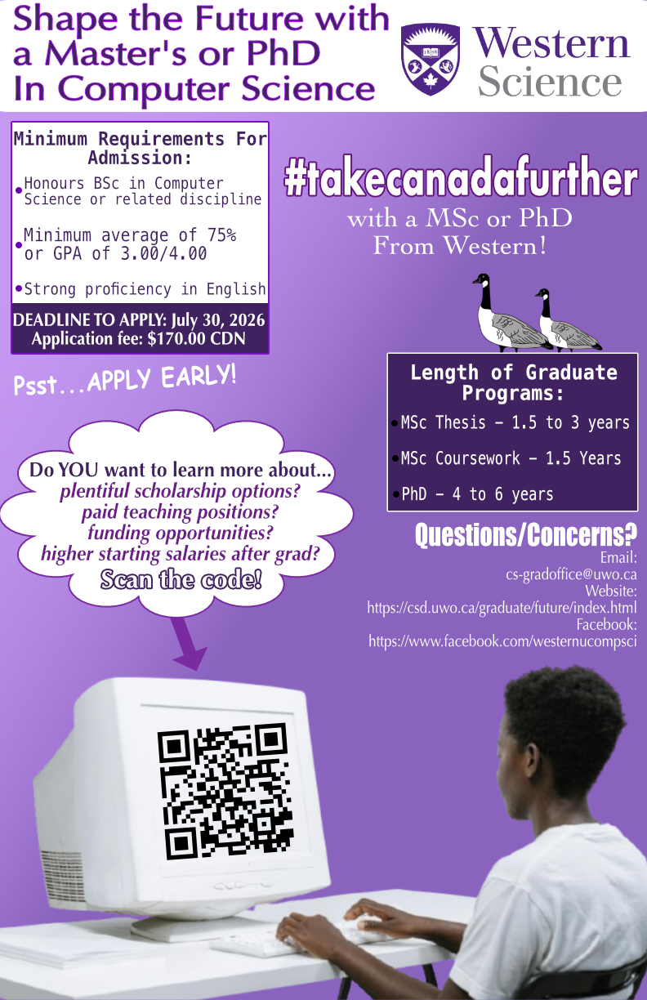 Shape the Future with
a Master's or PhD
In Computer Science
1878
Western
Science
Minimum Requirements For
Admission:
•Honours BSc in Computer
Science or related discipline
•Minimum average of 75%
or GPA of 3.00/4.00
•Strong proficiency in English
DEADLINE TO APPLY: July 30, 2026
Application fee: $170.00 CDN
Psst...APPLY EARLY!
#takecanadafurther
with a MSc or PhD
From Western!
Length of Graduate
Programs:
•MSc Thesis – 1.5 to 3 years
•MSc Coursework – 1.5 Years
•PhD – 4 to 6 years
Do YOU want to learn more about...
plentiful scholarship options?
paid teaching positions?
funding opportunities?
higher starting salaries after grad?
Scan the code!
Questions/Concerns?
Email:
cs-gradoffice@uwo.ca
Website:
https://csd.uwo.ca/graduate/future/index.html
Facebook:
https://www.facebook.com/westernucompsci